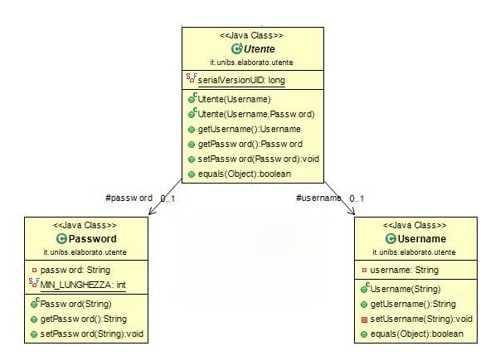 <<Java Class>>
Utente
it.unibs.elaborato.utente
serialVersionUID: long
Utente(Username)
Utente(Username,Password)
getUsername():Username
getPassword():Password
setPassword(Password):void
equals(Object):boolean
#password 0..1
#username 0..1
<<Java Class>>
Password
it.unibs.elaborato.utente
password: String
MIN_LUNGHEZZA: int
Password(String)
getPassword():String
setPassword(String):void
<<Java Class>>
Username
it.unibs.elaborato.utente
username: String
Username(String)
getUsername():String
setUsername(String):void
equals(Object):boolean